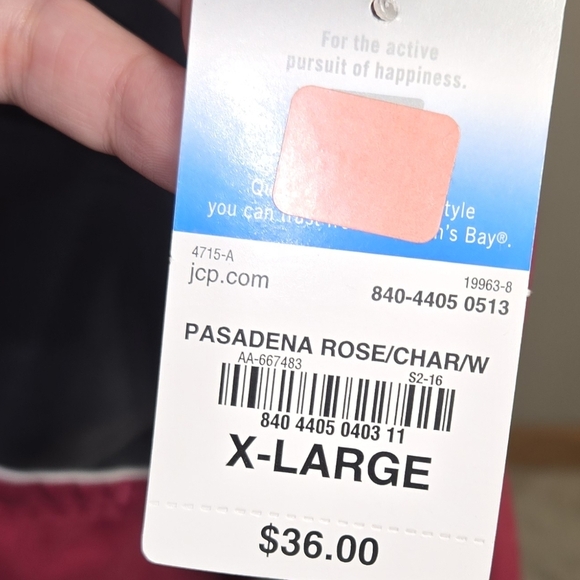 For the active
pursuit of happiness.
tyle
you can trust n's Bay®.
4715-A
19963-8
jcp.com
840-4405 0513
PASADENA ROSE/CHAR/W
AA-667483
S2-16
840 4405 0403 11
X-LARGE
$36.00